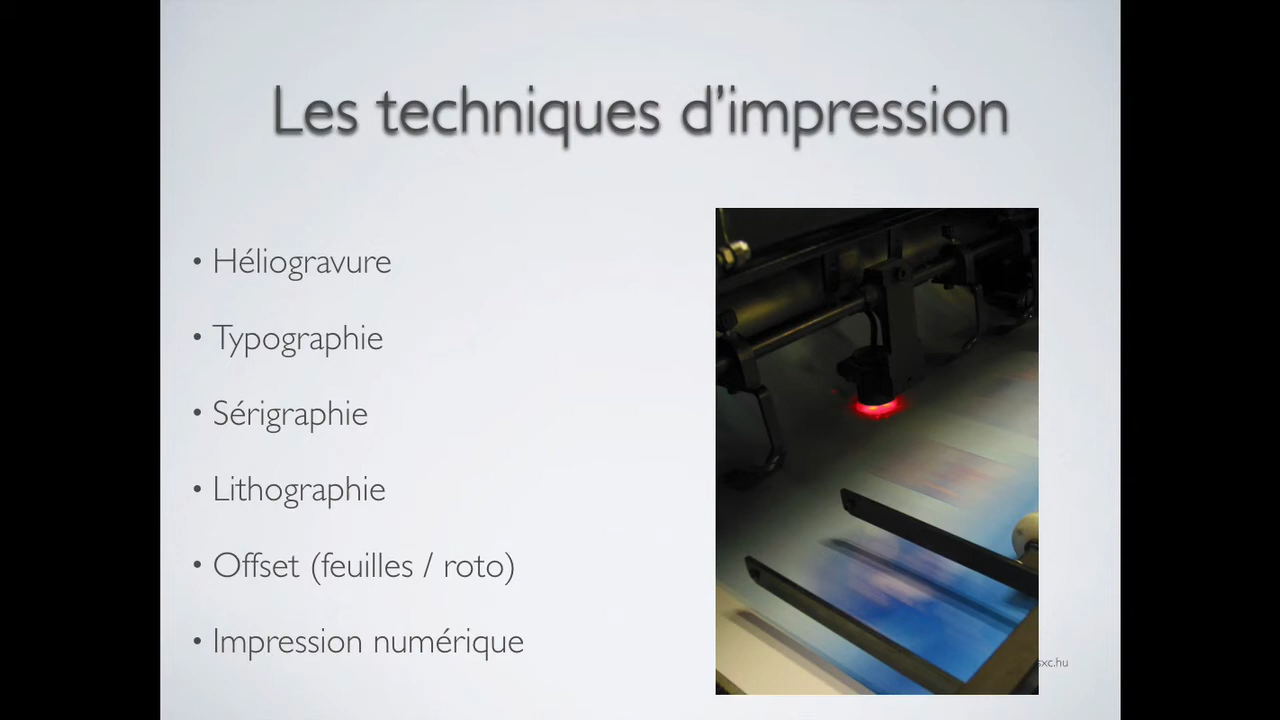 Les techniques d’impression
• Héliogravure
• Typographie
• Sérigraphie
• Lithographie
• Offset (feuilles / roto)
• Impression numérique
sxc.hu